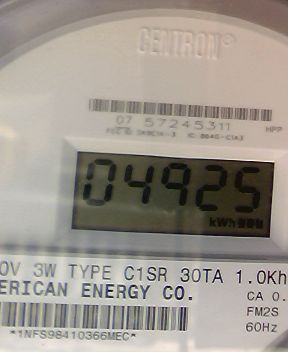 CENTRON®
07 57245311
HPP
04925
kWh
0V 3W TYPE C1SR 30TA 1.0Kh
ERICAN ENERGY CO.
CA 0.
FM2S
60Hz
*1NFS98410366MEC*